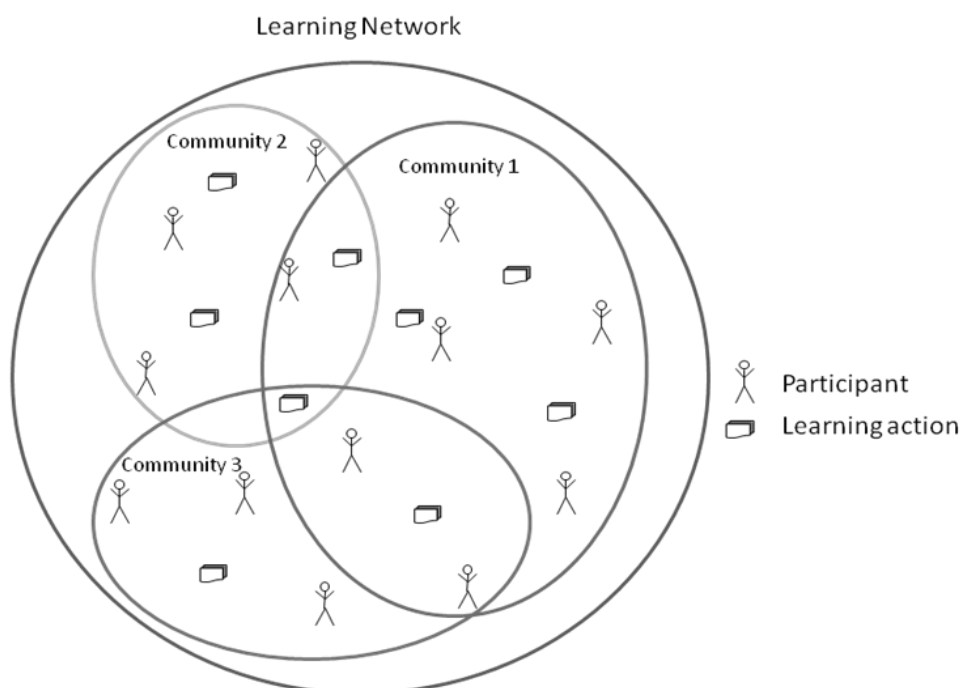 Learning Network
Community 2
Community 1
Participant
Learning action
Community 3